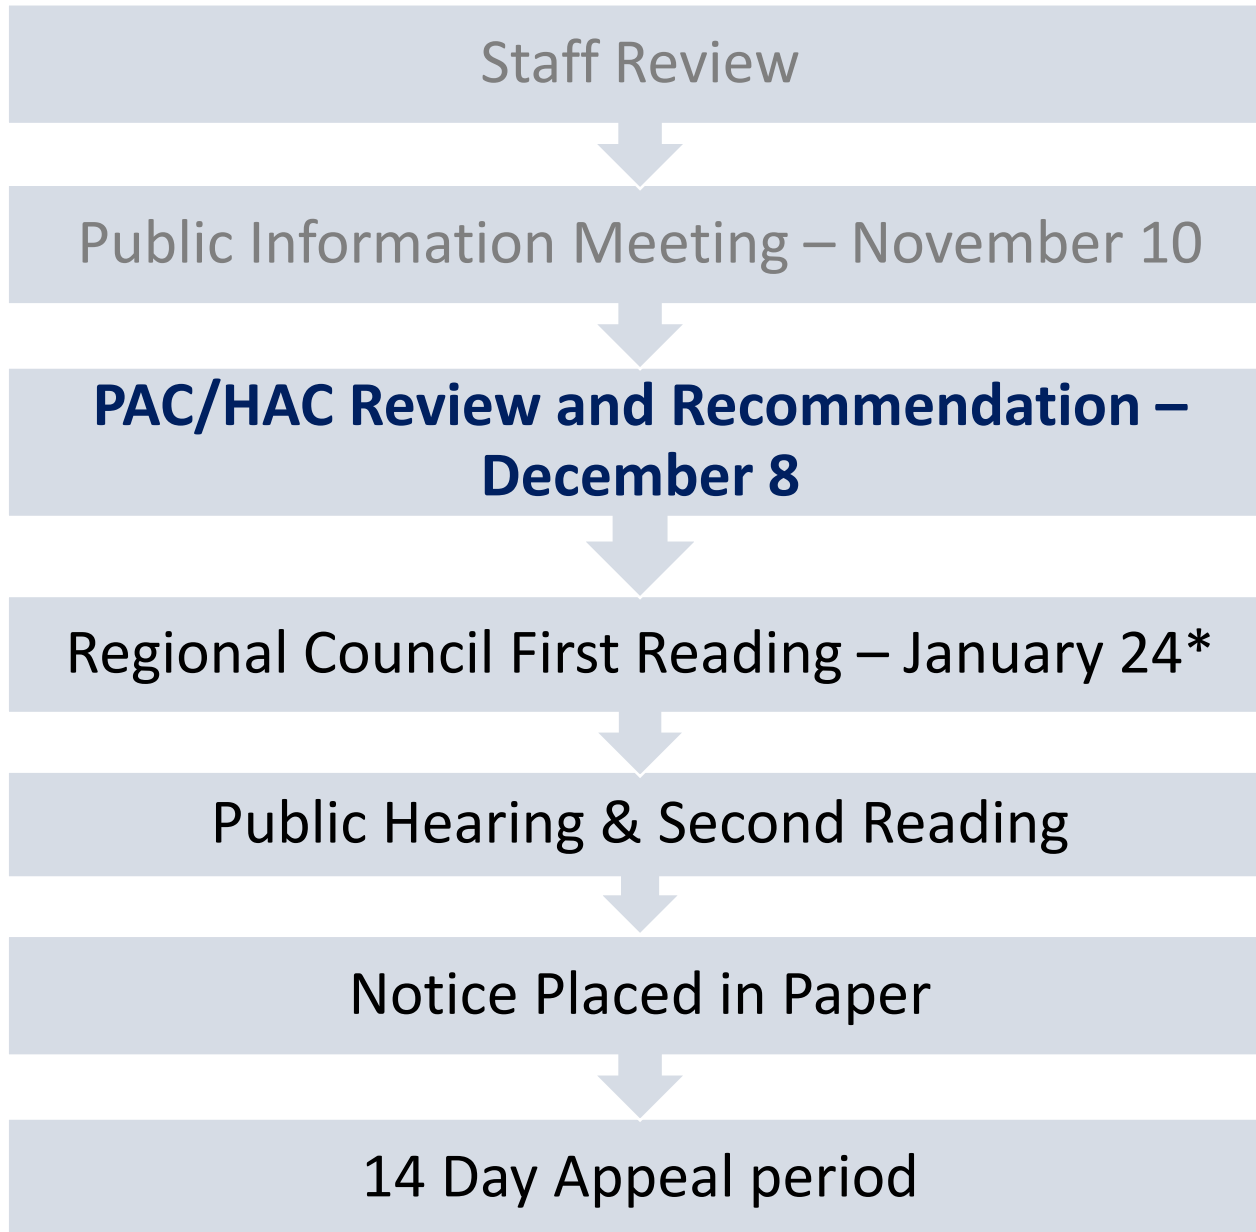 Staff Review
Public Information Meeting – November 10
PAC/HAC Review and Recommendation –
December 8
Regional Council First Reading – January 24*
Public Hearing & Second Reading
Notice Placed in Paper
14 Day Appeal period